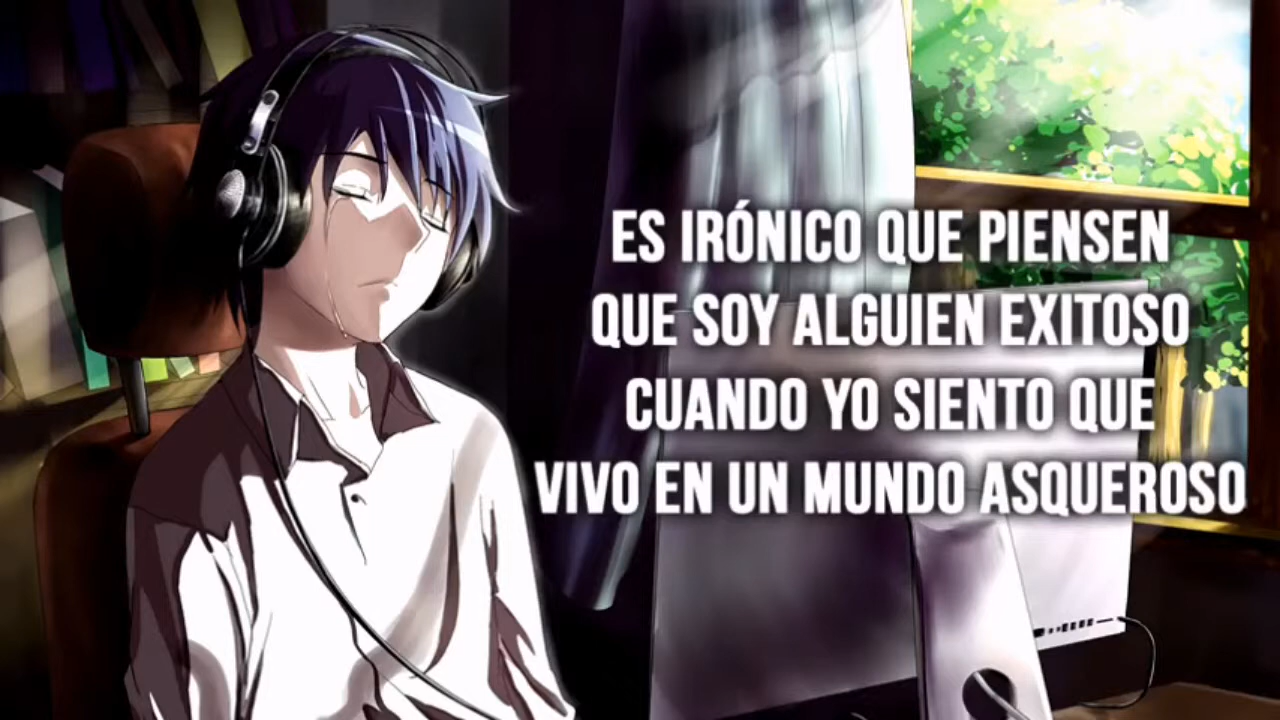 ES IRÓNICO QUE PIENSEN
QUE SOY ALGUIEN EXITOSO
CUANDO YO SIENTO QUE
VIVO EN UN MUNDO ASQUEROSO